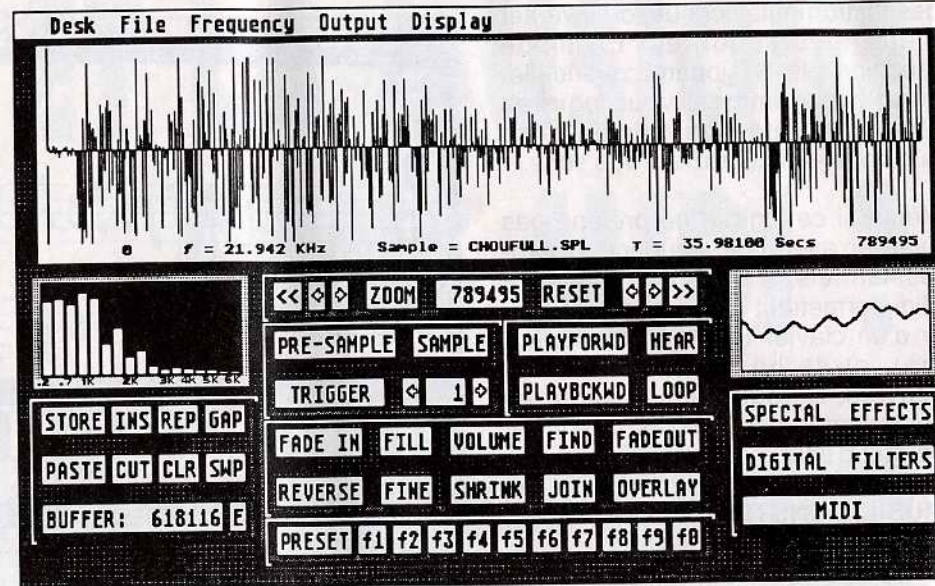 Desk File Frequency Output Display
0 f = 21.942 KHz Sample = CHOUFULL.SPL T = 35.98100 Secs 789495
<< ZOOM 789495 RESET >>
.2 .7 1K 2K 3K 4K 5K 6K
PRE-SAMPLE SAMPLE
TRIGGER 1
PLAYFORWD HEAR
PLAYBCKWD LOOP
STORE INS REP GAP
PASTE CUT CLR SWP
BUFFER: 618116 E
FADE IN FILL VOLUME FIND FADEOUT
REVERSE FINE SHRINK JOIN OVERLAY
PRESET f1 f2 f3 f4 f5 f6 f7 f8 f9 f0
SPECIAL EFFECTS
DIGITAL FILTERS
MIDI